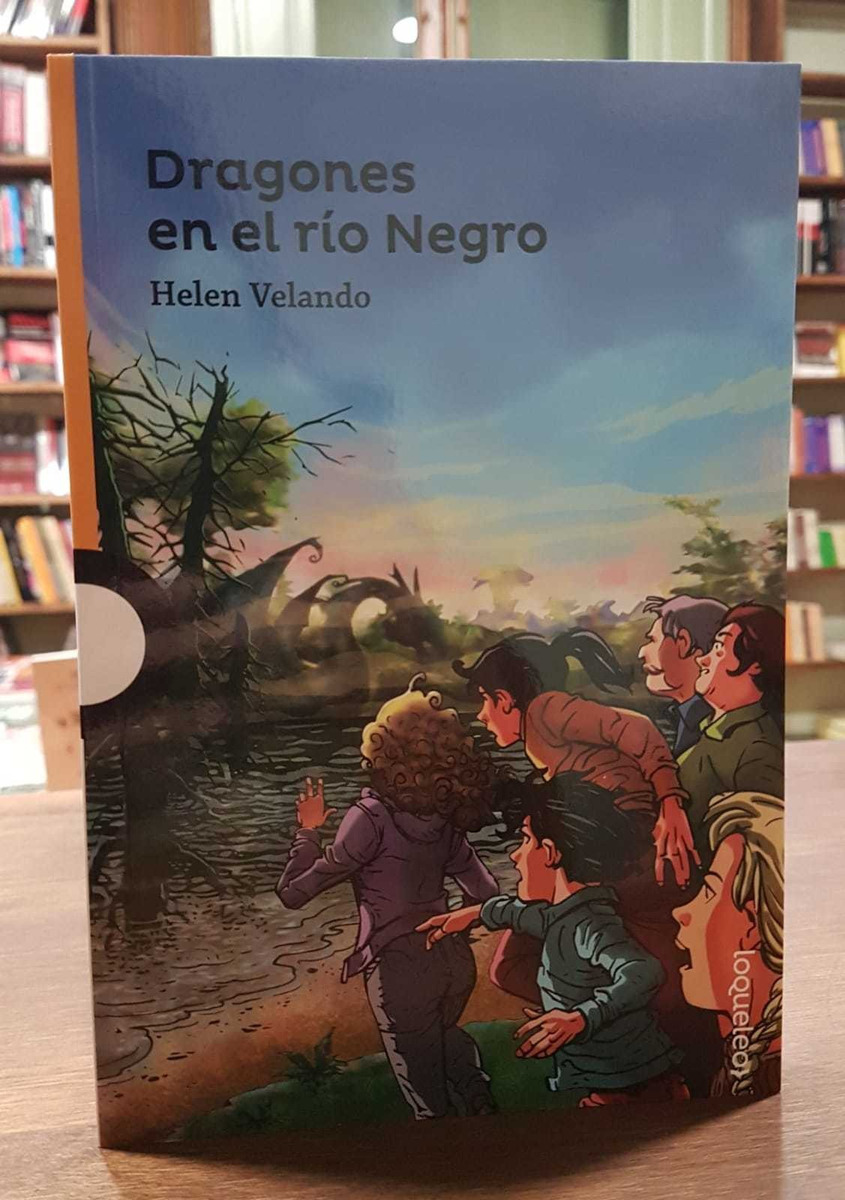 Dragones
en el río Negro
Helen Velando
loqueleo